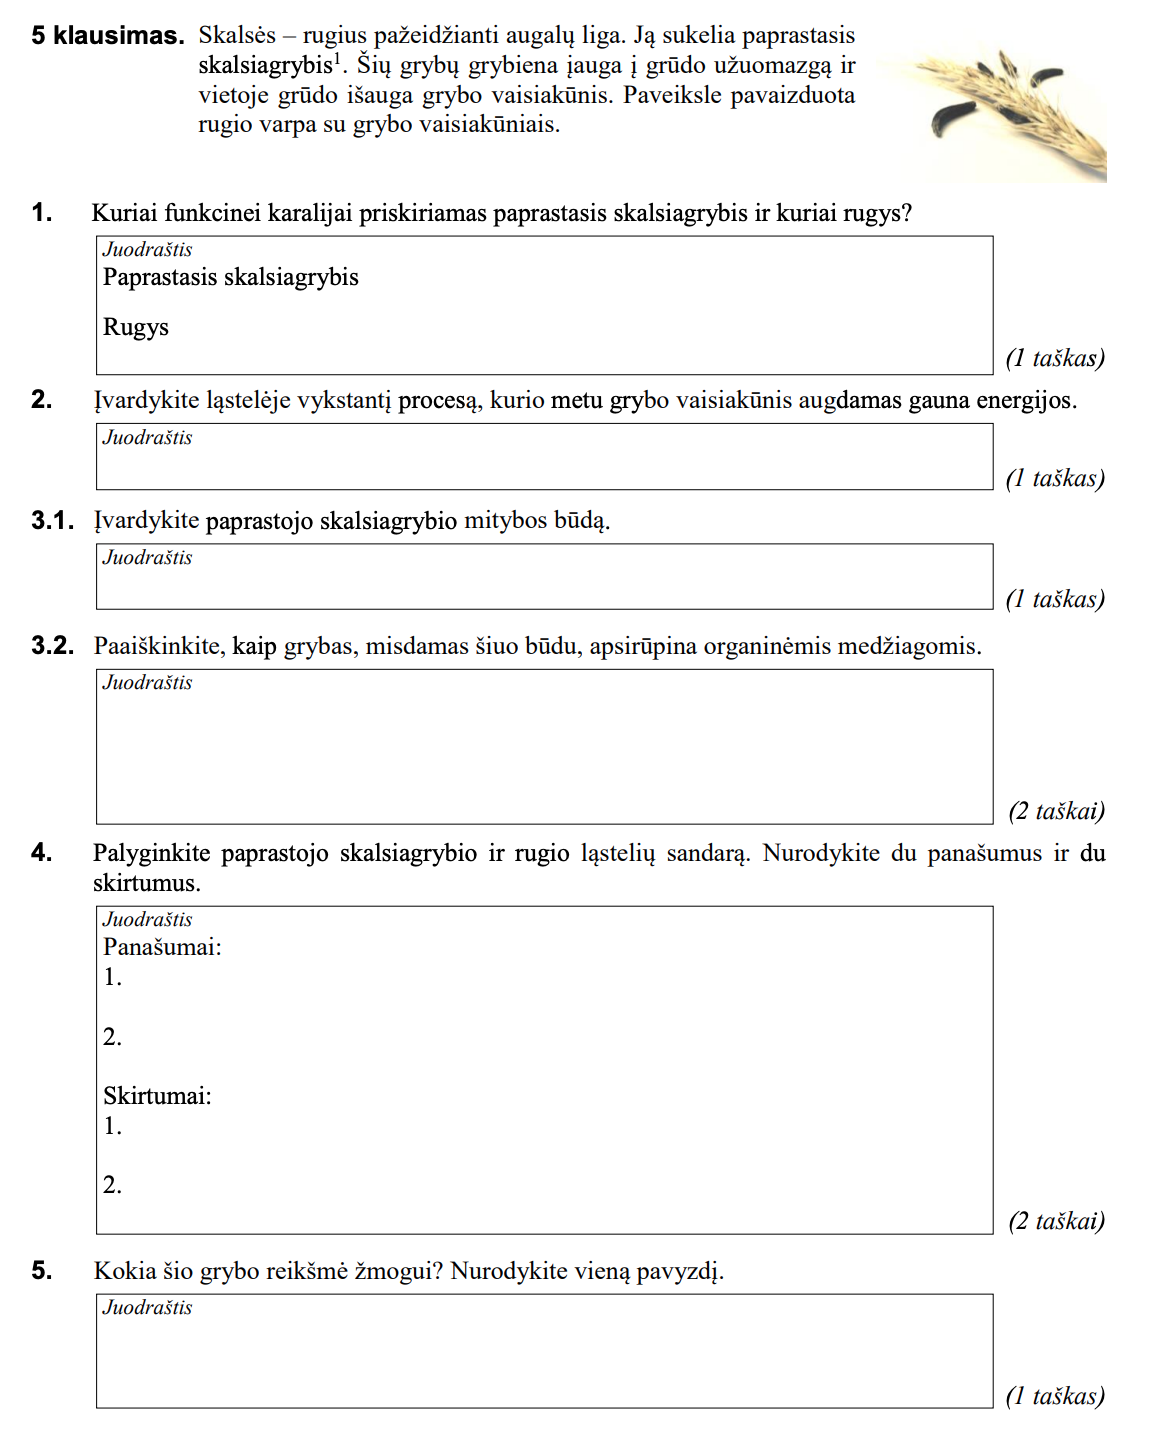 5 klausimas. Skalsės – rugius pažeidžianti augalų liga. Ją sukelia paprastasis
skalsiagrybis¹. Šių grybų grybiena įauga į grūdo užuomazgą ir
vietoje grūdo išauga grybo vaisiakūnis. Paveiksle pavaizduota
rugio varpa su grybo vaisiakūniais.
1. Kuriai funkcinei karalijai priskiriamas paprastasis skalsiagrybis ir kuriai rugys?
Juodraštis
Paprastasis skalsiagrybis
Rugys
(1 taškas)
2. Įvardykite ląstelėje vykstantį procesą, kurio metu grybo vaisiakūnis augdamas gauna energijos.
Juodraštis
(1 taškas)
3.1. Įvardykite paprastojo skalsiagrybio mitybos būdą.
Juodraštis
(1 taškas)
3.2. Paaiškinkite, kaip grybas, misdamas šiuo būdu, apsirūpina organinėmis medžiagomis.
Juodraštis
(2 taškai)
4. Palyginkite paprastojo skalsiagrybio ir rugio ląstelių sandarą. Nurodykite du panašumus ir du
skirtumus.
Juodraštis
Panašumai:
1.
2.
Skirtumai:
1.
2.
(2 taškai)
5. Kokia šio grybo reikšmė žmogui? Nurodykite vieną pavyzdį.
Juodraštis
(1 taškas)